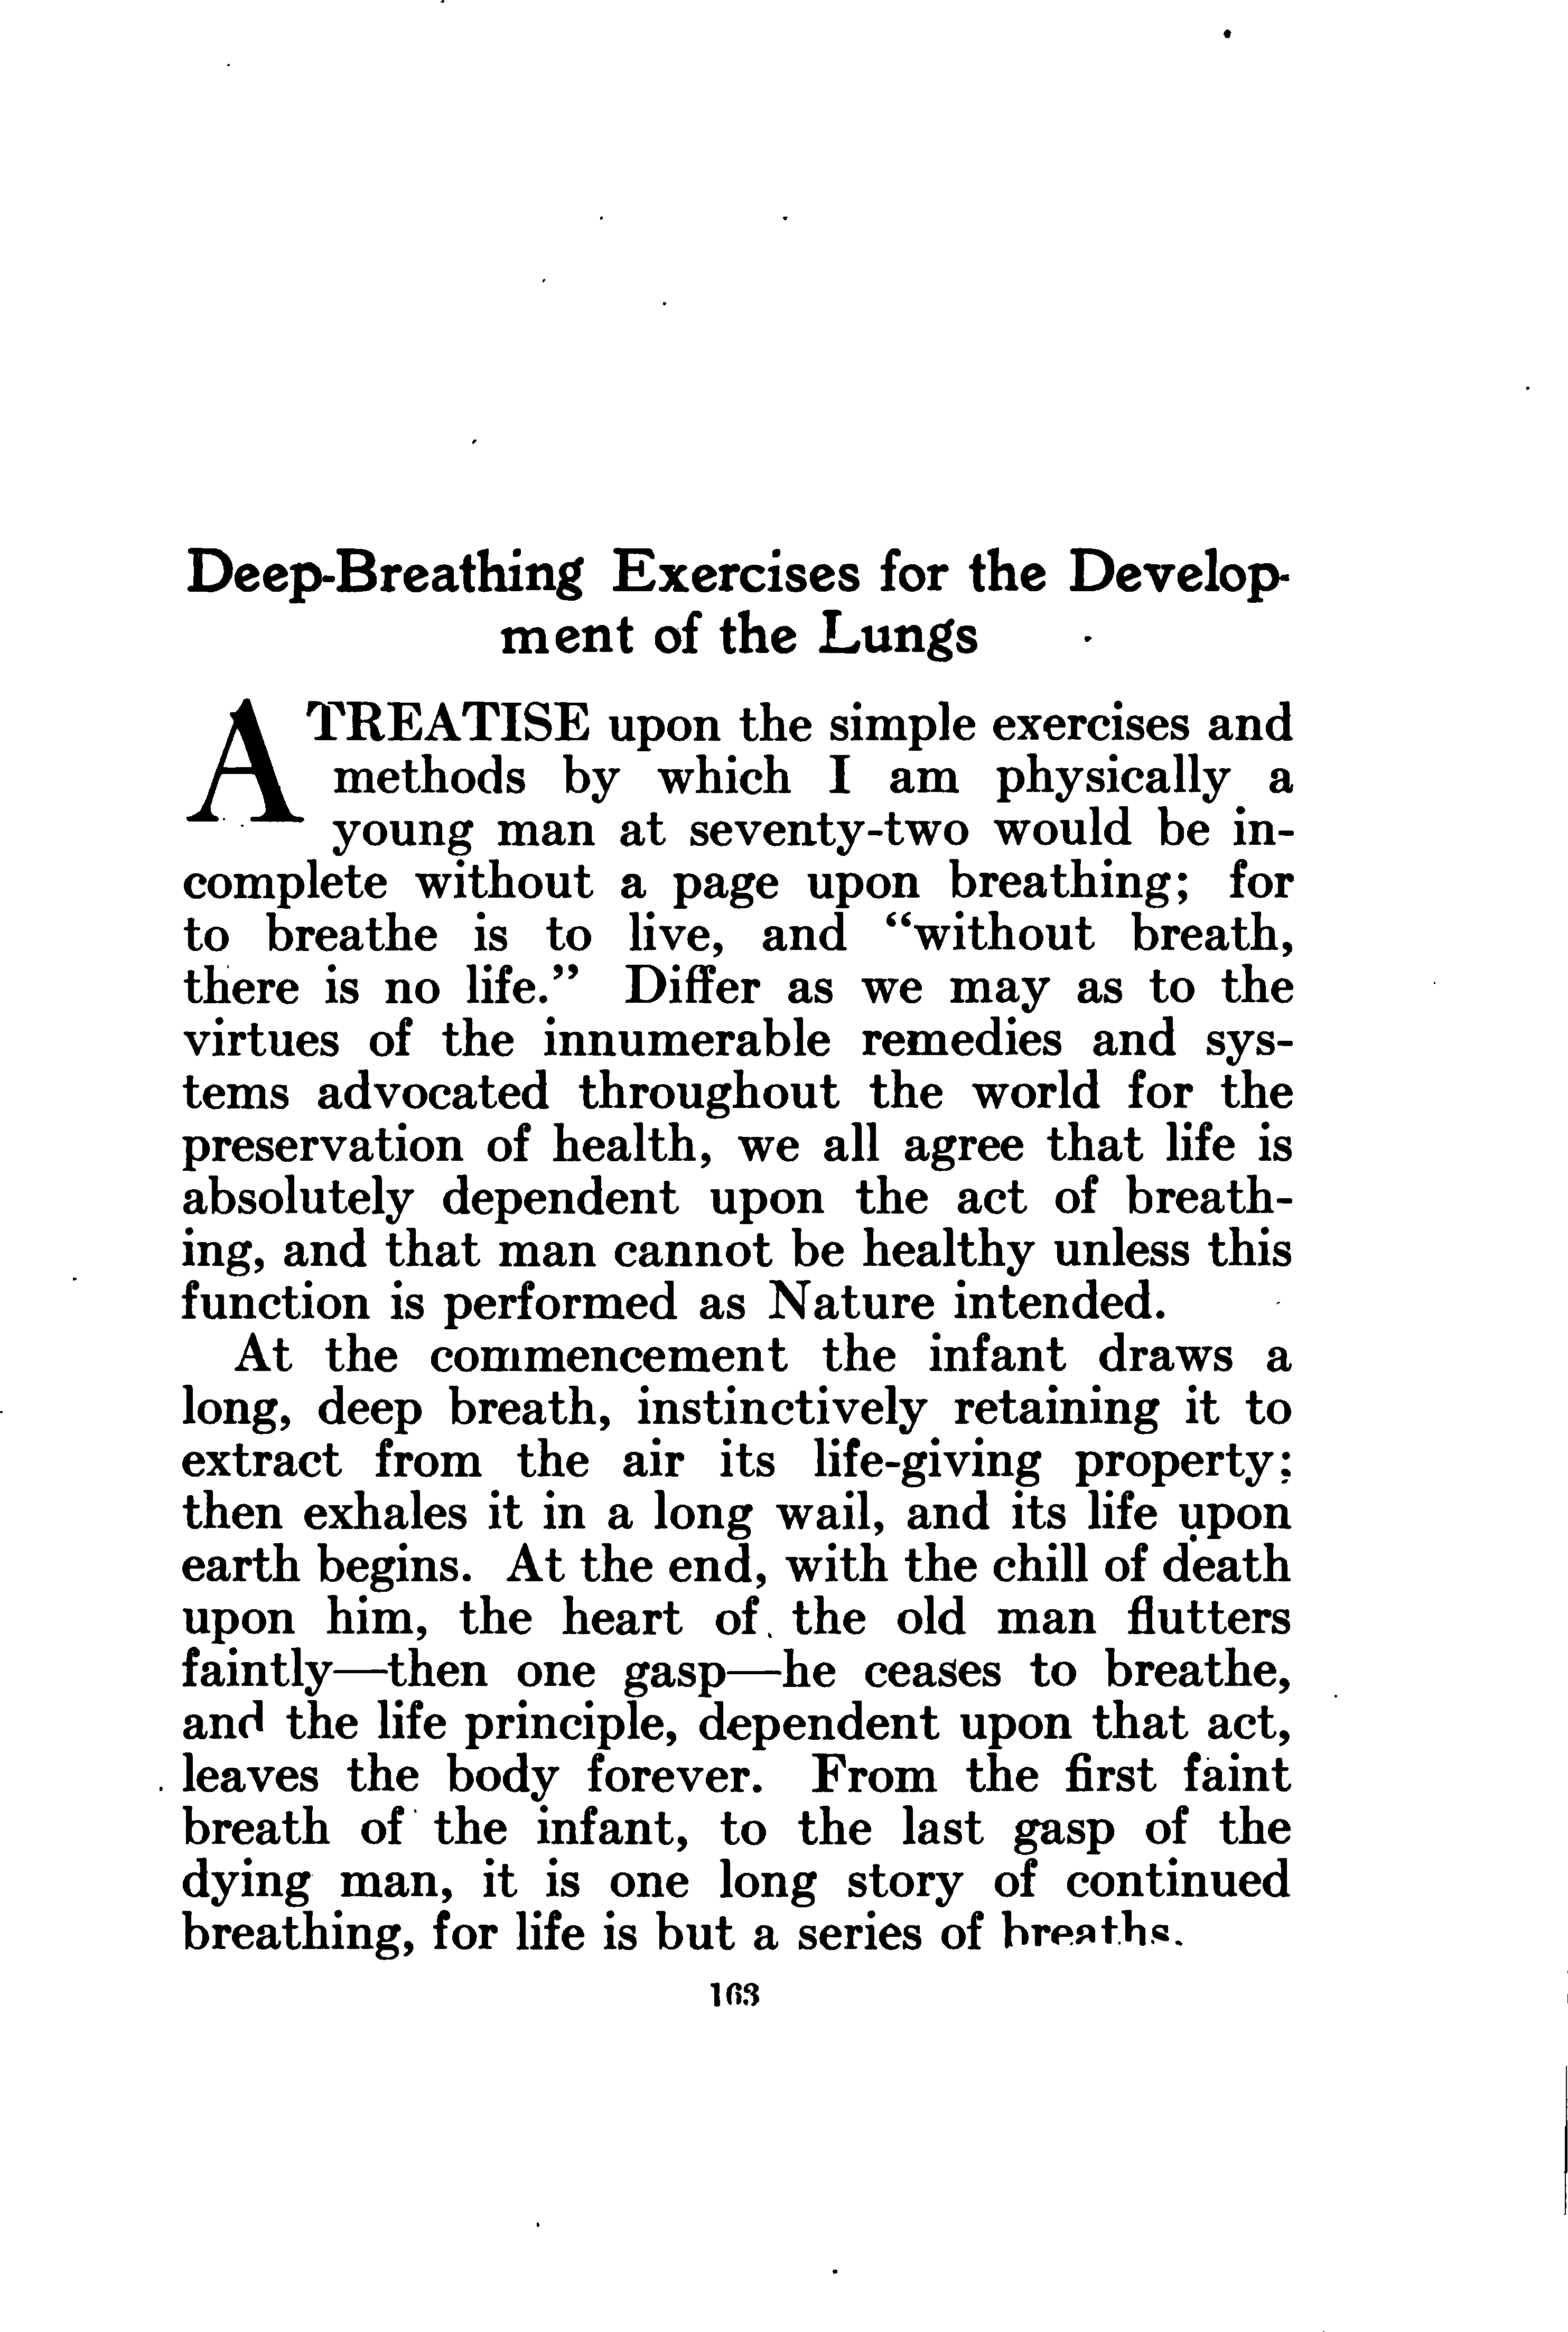 Deep-Breathing Exercises for the Develop-
ment of the Lungs
A TREATISE upon the simple exercises and
methods by which I am physically a
young man at seventy-two would be in-
complete without a page upon breathing; for
to breathe is to live, and “without breath,
there is no life.” Differ as we may as to the
virtues of the innumerable remedies and sys-
tems advocated throughout the world for the
preservation of health, we all agree that life is
absolutely dependent upon the act of breath-
ing, and that man cannot be healthy unless this
function is performed as Nature intended.
At the commencement the infant draws a
long, deep breath, instinctively retaining it to
extract from the air its life-giving property;
then exhales it in a long wail, and its life upon
earth begins. At the end, with the chill of death
upon him, the heart of the old man flutters
faintly—then one gasp—he ceases to breathe,
and the life principle, dependent upon that act,
leaves the body forever. From the first faint
breath of the infant, to the last gasp of the
dying man, it is one long story of continued
breathing, for life is but a series of breaths.
163